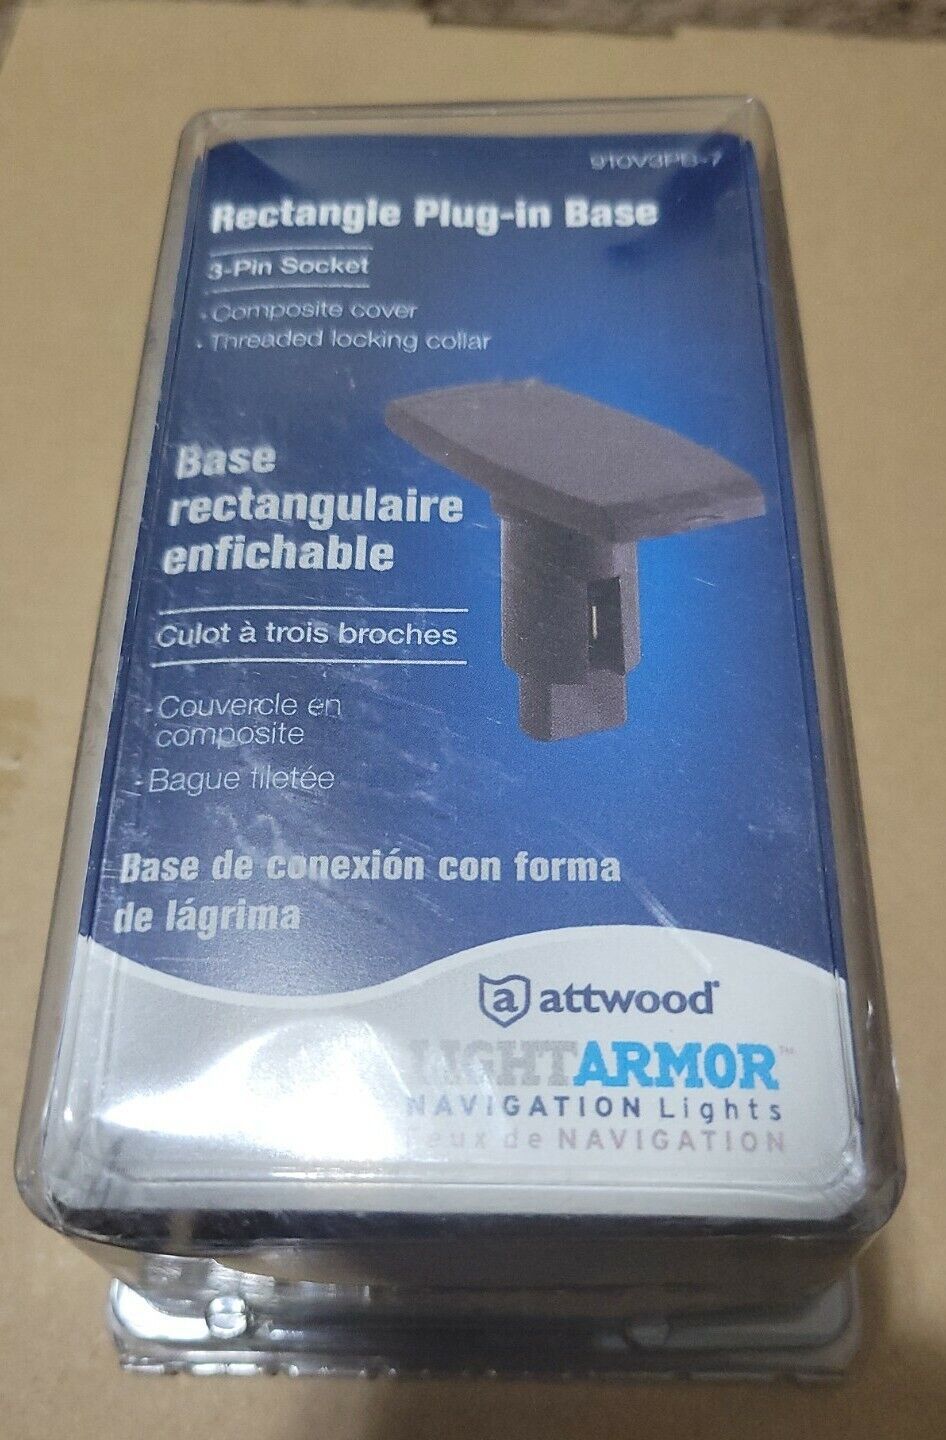 910V3PB-7
Rectangle Plug-in Base
3-Pin Socket
- Composite cover
- Threaded locking collar
Base
rectangulaire
enfichable
Culot à trois broches
- Couvercle en
composite
- Bague filetée
Base de conexión con forma
de lágrima
a attwood®
LIGHTARMOR™
NAVIGATION Lights
Feux de NAVIGATION